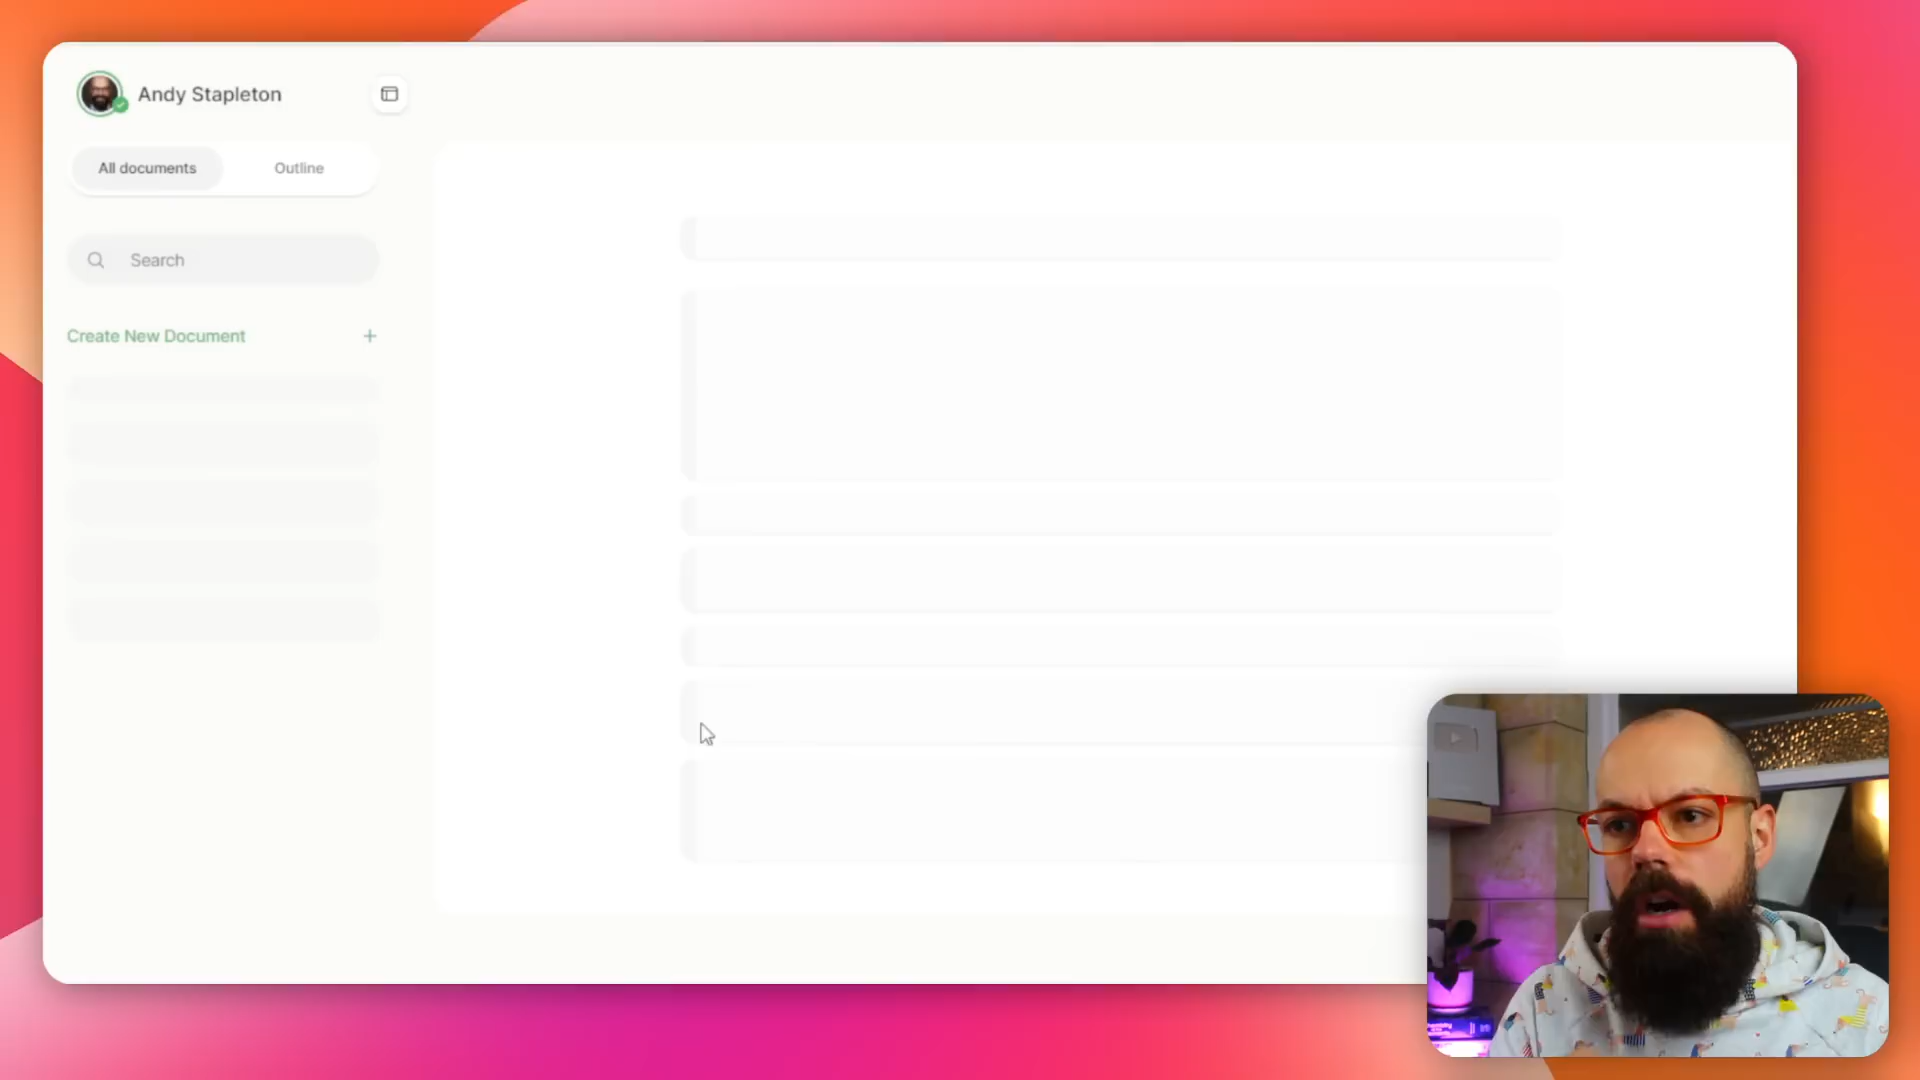 Andy Stapleton
All documents
Outline
Search
Create New Document +